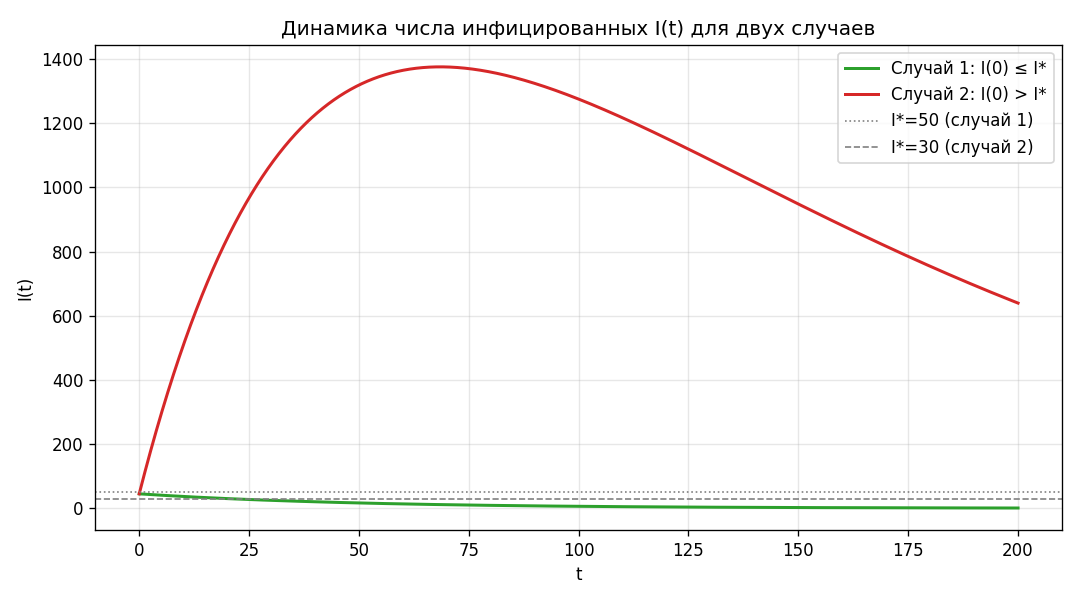 Динамика числа инфицированных I(t) для двух случаев
1400
1200
1000
800
600
400
200
0
I(t)
Случай 1: I(0) ≤ I*
Случай 2: I(0) > I*
I*=50 (случай 1)
I*=30 (случай 2)
0 25 50 75 100 125 150 175 200
t